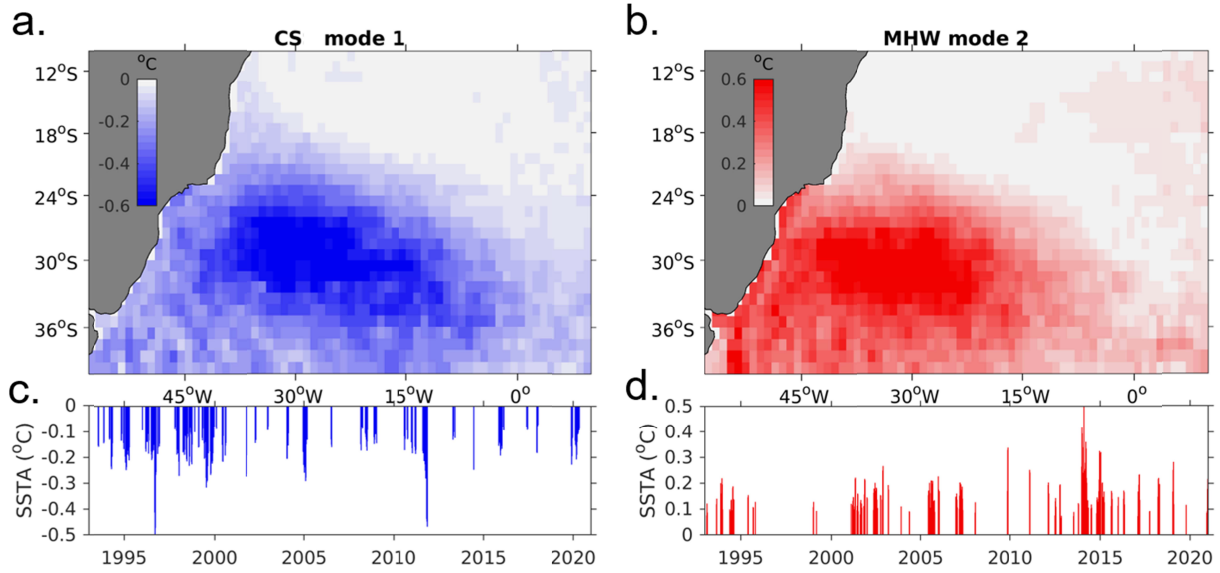 a.
CS mode 1
°C
0
-0.2
-0.4
-0.6
12°S
18°S
24°S
30°S
36°S
45°W 30°W 15°W 0°
b.
MHW mode 2
°C
0.6
0.4
0.2
0
12°S
18°S
24°S
30°S
36°S
45°W 30°W 15°W 0°
c.
SSTA (°C)
0
-0.1
-0.2
-0.3
-0.4
-0.5
1995 2000 2005 2010 2015 2020
d.
SSTA (°C)
0.5
0.4
0.3
0.2
0.1
0
1995 2000 2005 2010 2015 2020